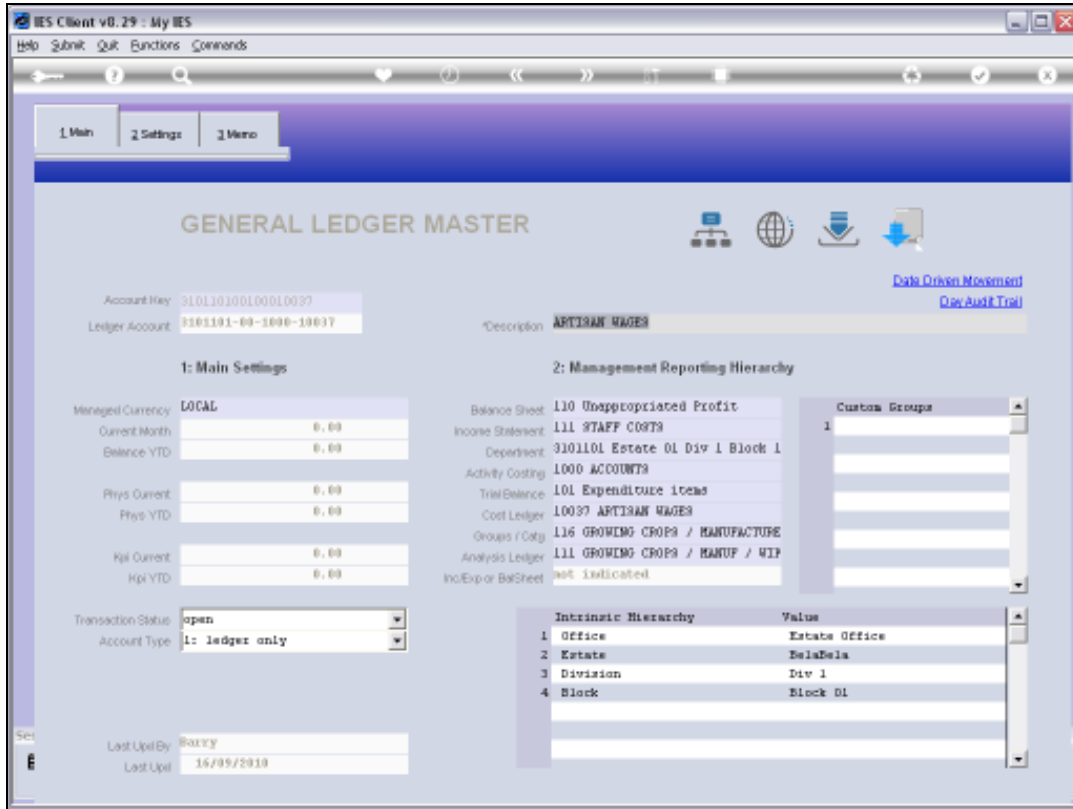 IES Client v8.29 : My IES
Help Submit Quit Functions Commands
1 Main 2 Settings 3 Memo
GENERAL LEDGER MASTER
Date Driven Movement
Day Audit Trail
Account Key 310110100100010037
Ledger Account 3101101-00-1000-10037 *Description ARTISAN WAGES
1: Main Settings 2: Management Reporting Hierarchy
Managed Currency LOCAL Balance Sheet 110 Unappropriated Profit Custom Groups
Current Month 0.00 Income Statement 111 STAFF COSTS 1
Balance YTD 0.00 Department 3101101 Estate 01 Div 1 Block 1
Activity Costing 1000 ACCOUNTS
Phys Current 0.00 Trial Balance 101 Expenditure items
Phys YTD 0.00 Cost Ledger 10037 ARTISAN WAGES
Groups / Catg 116 GROWING CROPS / MANUFACTURE
Kpi Current 0.00 Analysis Ledger 111 GROWING CROPS / MANUF / WIP
Kpi YTD 0.00 Inc/Exp or BalSheet not indicated
Transaction Status open Intrinsic Hierarchy Value
Account Type 1: ledger only 1 Office Estate Office
2 Estate BelaBela
3 Division Div 1
4 Block Block 01
Last Upd By Barry
Last Upd 16/09/2010